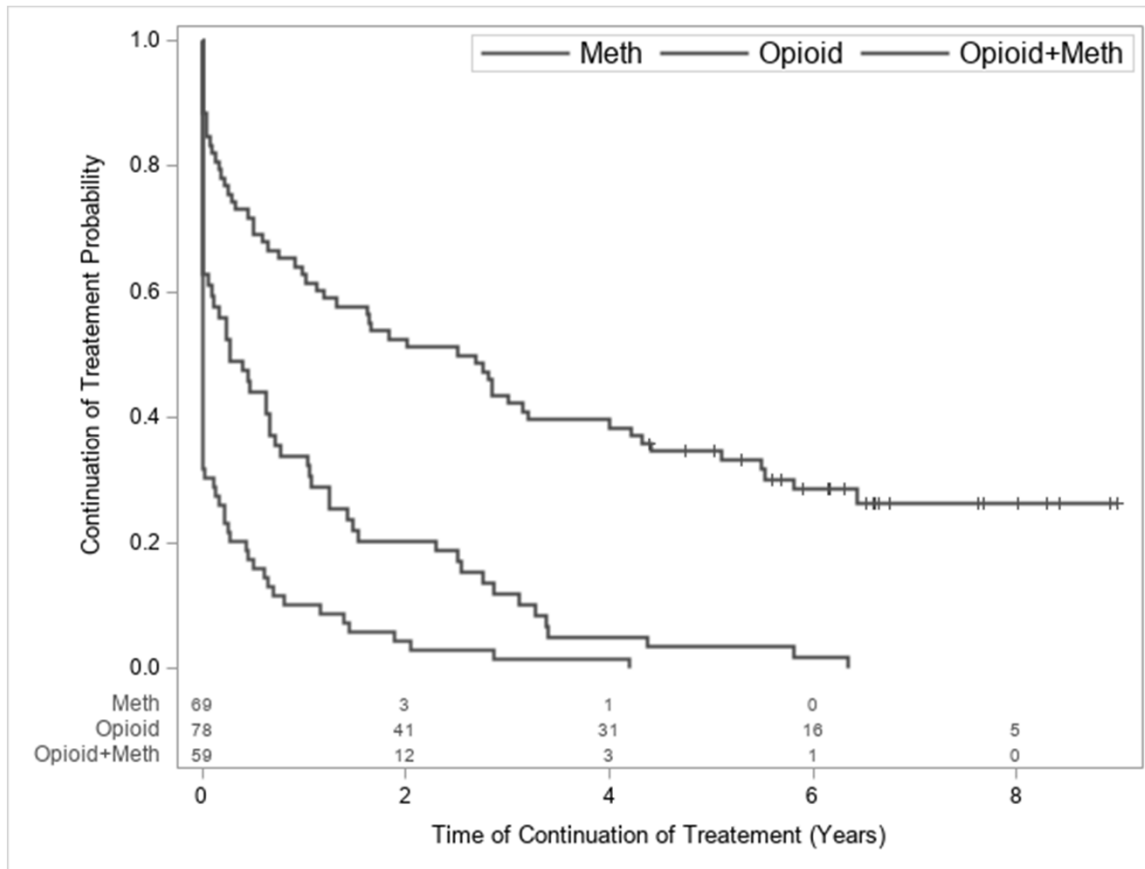 Meth Opioid Opioid+Meth
1.0
0.8
0.6
0.4
0.2
0.0
Continuation of Treatement Probability
Meth 69 3 1 0
Opioid 78 41 31 16 5
Opioid+Meth 59 12 3 1 0
0 2 4 6 8
Time of Continuation of Treatement (Years)